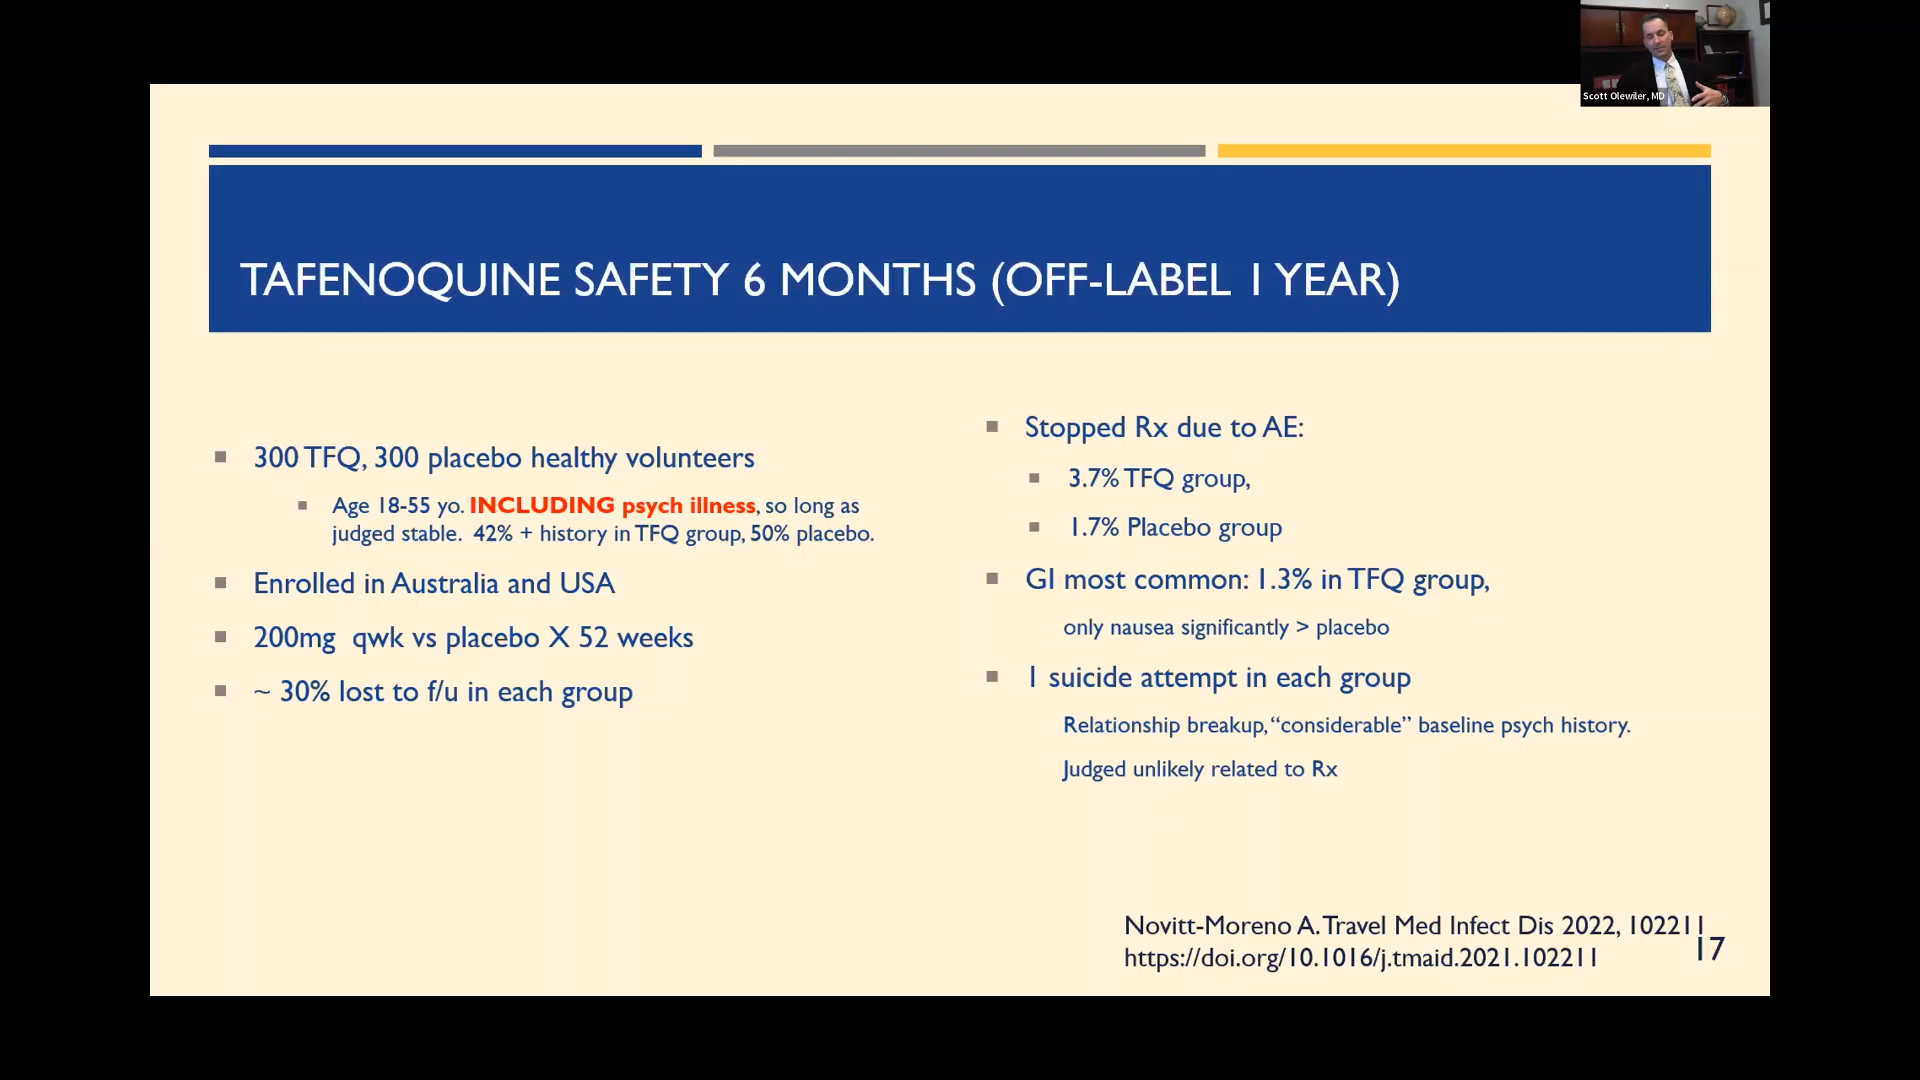 Scott Olewiler, MD
TAFENOQUINE SAFETY 6 MONTHS (OFF-LABEL 1 YEAR)
300 TFQ, 300 placebo healthy volunteers
Age 18-55 yo. INCLUDING psych illness, so long as
judged stable. 42% + history in TFQ group, 50% placebo.
Enrolled in Australia and USA
200mg qwk vs placebo X 52 weeks
~ 30% lost to f/u in each group
Stopped Rx due to AE:
3.7% TFQ group,
1.7% Placebo group
GI most common: 1.3% in TFQ group,
only nausea significantly > placebo
1 suicide attempt in each group
Relationship breakup, “considerable” baseline psych history.
Judged unlikely related to Rx
Novitt-Moreno A. Travel Med Infect Dis 2022, 102211
https://doi.org/10.1016/j.tmaid.2021.102211
17